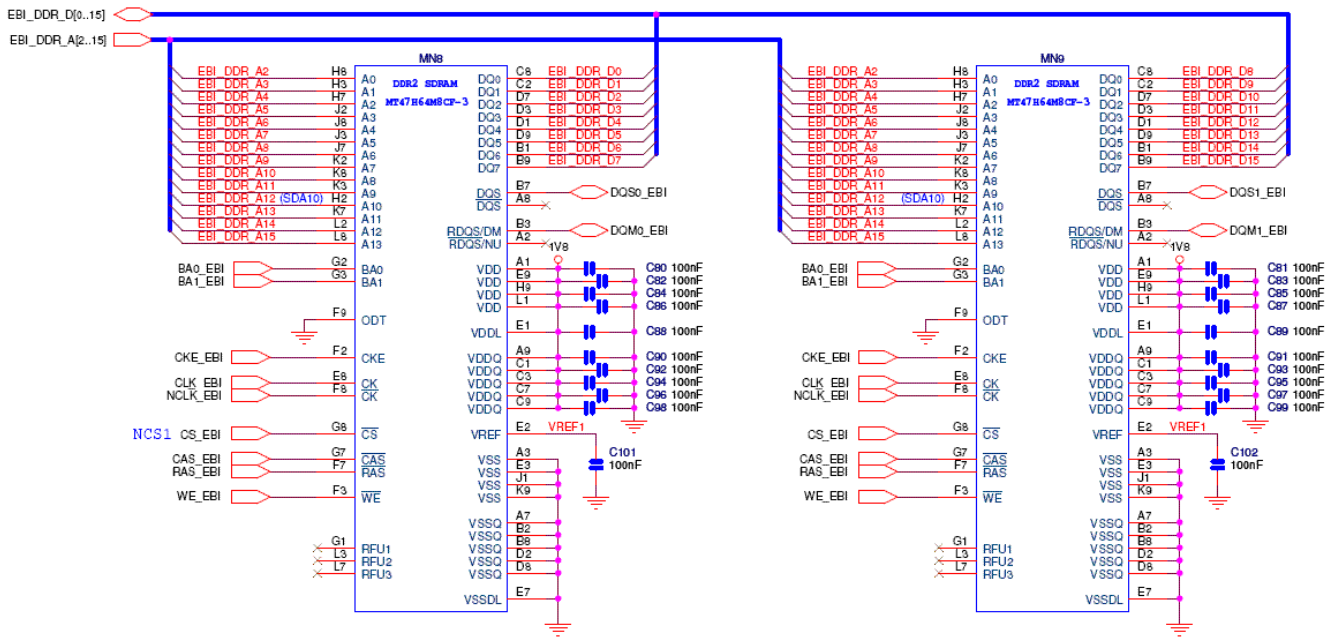 EBI_DDR_D[0..15]
EBI_DDR_A[2..15]
MN8
DDR2 SDRAM
MT47H64M8CF-3
EBI_DDR_A2 H8 A0
EBI_DDR_A3 H3 A1
EBI_DDR_A4 H7 A2
EBI_DDR_A5 J2 A3
EBI_DDR_A6 J8 A4
EBI_DDR_A7 J3 A5
EBI_DDR_A8 J7 A6
EBI_DDR_A9 K2 A7
EBI_DDR_A10 K8 A8
EBI_DDR_A11 K3 A9
EBI_DDR_A12 (SDA10) H2 A10
EBI_DDR_A13 K7 A11
EBI_DDR_A14 L2 A12
EBI_DDR_A15 L8 A13
BA0_EBI G2 BA0
BA1_EBI G3 BA1
F9 ODT
CKE_EBI F2 CKE
CLK_EBI E8 CK
NCLK_EBI F8 CK
NCS1 CS_EBI G8 CS
CAS_EBI G7 CAS
RAS_EBI F7 RAS
WE_EBI F3 WE
G1 RFU1
L3 RFU2
L7 RFU3
DQ0 C8 EBI_DDR_D0
DQ1 C2 EBI_DDR_D1
DQ2 D7 EBI_DDR_D2
DQ3 D3 EBI_DDR_D3
DQ4 D1 EBI_DDR_D4
DQ5 D9 EBI_DDR_D5
DQ6 B1 EBI_DDR_D6
DQ7 B9 EBI_DDR_D7
DQS B7 DQS0_EBI
DQS A8
RDQS/DM B3 DQM0_EBI
RDQS/NU A2
1V8
VDD A1 C80 100nF
VDD E9 C82 100nF
VDD H9 C84 100nF
VDD L1 C86 100nF
VDDL E1 C88 100nF
VDDQ A9 C90 100nF
VDDQ C1 C92 100nF
VDDQ C3 C94 100nF
VDDQ C7 C96 100nF
VDDQ C9 C98 100nF
VREF E2 VREF1
C101
100nF
VSS A3
VSS E3
VSS J1
VSS K9
VSSQ A7
VSSQ B2
VSSQ B8
VSSQ D2
VSSQ D8
VSSDL E7
MN9
DDR2 SDRAM
MT47H64M8CF-3
EBI_DDR_A2 H8 A0
EBI_DDR_A3 H3 A1
EBI_DDR_A4 H7 A2
EBI_DDR_A5 J2 A3
EBI_DDR_A6 J8 A4
EBI_DDR_A7 J3 A5
EBI_DDR_A8 J7 A6
EBI_DDR_A9 K2 A7
EBI_DDR_A10 K8 A8
EBI_DDR_A11 K3 A9
EBI_DDR_A12 (SDA10) H2 A10
EBI_DDR_A13 K7 A11
EBI_DDR_A14 L2 A12
EBI_DDR_A15 L8 A13
BA0_EBI G2 BA0
BA1_EBI G3 BA1
F9 ODT
CKE_EBI F2 CKE
CLK_EBI E8 CK
NCLK_EBI F8 CK
CS_EBI G8 CS
CAS_EBI G7 CAS
RAS_EBI F7 RAS
WE_EBI F3 WE
G1 RFU1
L3 RFU2
L7 RFU3
DQ0 C8 EBI_DDR_D8
DQ1 C2 EBI_DDR_D9
DQ2 D7 EBI_DDR_D10
DQ3 D3 EBI_DDR_D11
DQ4 D1 EBI_DDR_D12
DQ5 D9 EBI_DDR_D13
DQ6 B1 EBI_DDR_D14
DQ7 B9 EBI_DDR_D15
DQS B7 DQS1_EBI
DQS A8
RDQS/DM B3 DQM1_EBI
RDQS/NU A2
1V8
VDD A1 C81 100nF
VDD E9 C83 100nF
VDD H9 C85 100nF
VDD L1 C87 100nF
VDDL E1 C89 100nF
VDDQ A9 C91 100nF
VDDQ C1 C93 100nF
VDDQ C3 C95 100nF
VDDQ C7 C97 100nF
VDDQ C9 C99 100nF
VREF E2 VREF1
C102
100nF
VSS A3
VSS E3
VSS J1
VSS K9
VSSQ A7
VSSQ B2
VSSQ B8
VSSQ D2
VSSQ D8
VSSDL E7